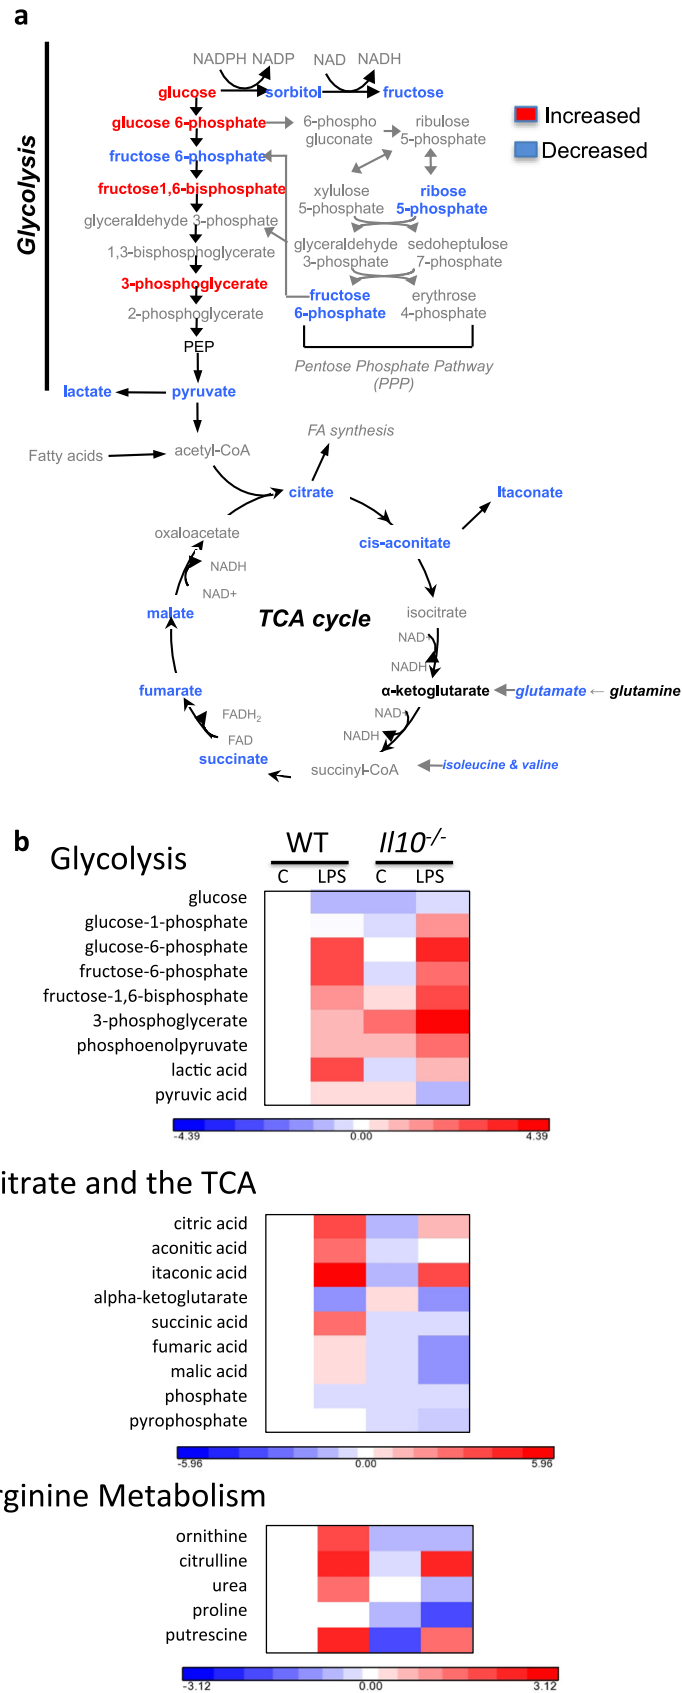 a
Glycolysis
NADPH NADP NAD NADH
glucose sorbitol fructose
glucose 6-phosphate
6-phospho
gluconate
ribulose
5-phosphate
Increased
Decreased
fructose 6-phosphate
fructose1,6-bisphosphate
xylulose
5-phosphate
ribose
5-phosphate
glyceraldehyde 3-phosphate
1,3-bisphosphoglycerate
glyceraldehyde
3-phosphate
sedoheptulose
7-phosphate
3-phosphoglycerate
2-phosphoglycerate
fructose
6-phosphate
erythrose
4-phosphate
PEP
Pentose Phosphate Pathway
(PPP)
lactate pyruvate
Fatty acids acetyl-CoA
FA synthesis
citrate
Itaconate
oxaloacetate
cis-aconitate
NADH
NAD+
malate
TCA cycle
isocitrate
NAD+
NADH
fumarate
α-ketoglutarate glutamate ← glutamine
FADH2
FAD
NAD+
NADH
succinate
succinyl-CoA
isoleucine & valine
b
Glycolysis
WT Il10-/-
C LPS C LPS
glucose
glucose-1-phosphate
glucose-6-phosphate
fructose-6-phosphate
fructose-1,6-bisphosphate
3-phosphoglycerate
phosphoenolpyruvate
lactic acid
pyruvic acid
-4.39 0.00 4.39
itrate and the TCA
citric acid
aconitic acid
itaconic acid
alpha-ketoglutarate
succinic acid
fumaric acid
malic acid
phosphate
pyrophosphate
-5.96 0.00 5.96
rginine Metabolism
ornithine
citrulline
urea
proline
putrescine
-3.12 0.00 3.12